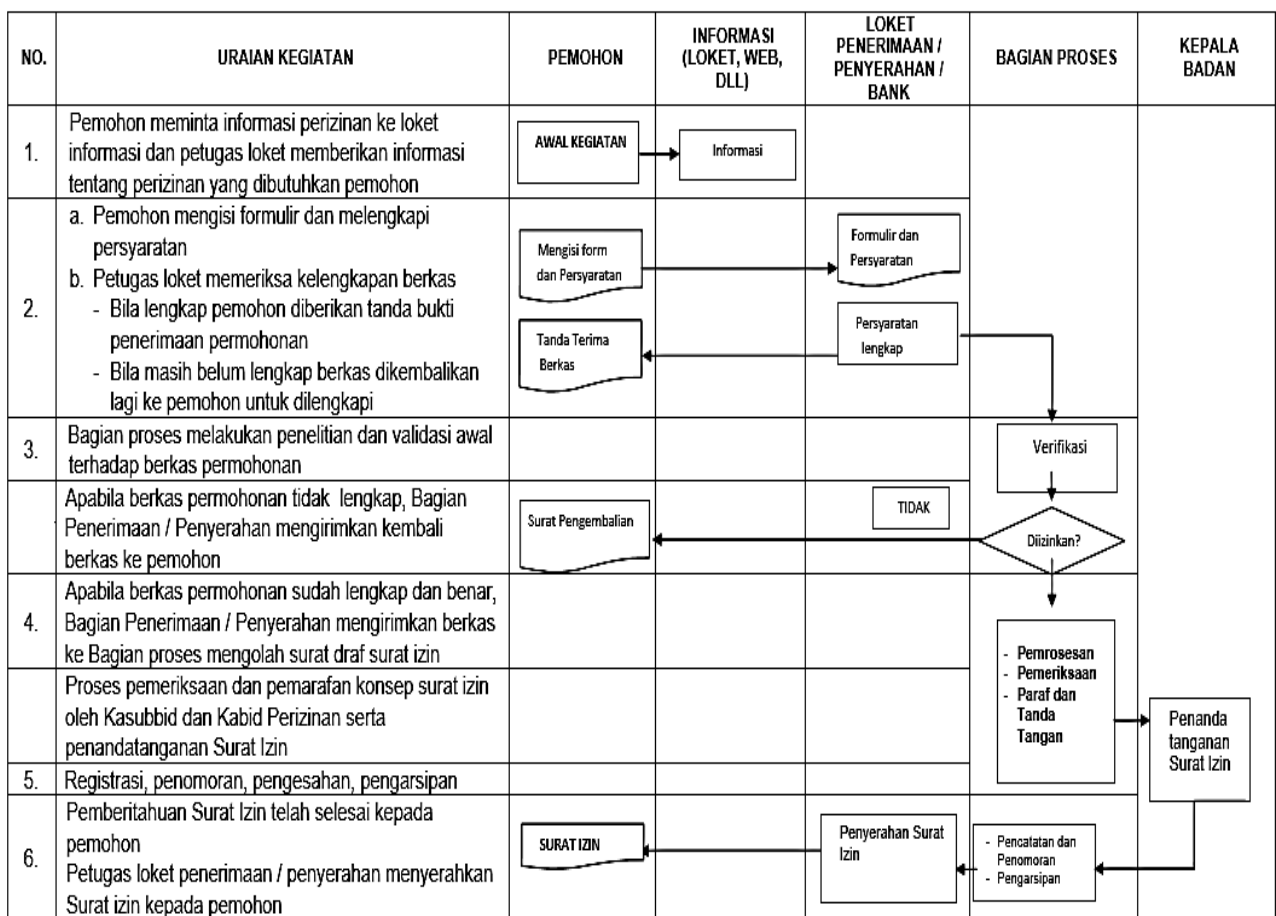 NO.
URAIAN KEGIATAN
PEMOHON
INFORMASI
(LOKET, WEB,
DLL)
LOKET
PENERIMAAN /
PENYERAHAN /
BANK
BAGIAN PROSES
KEPALA
BADAN
1.
Pemohon meminta informasi perizinan ke loket
informasi dan petugas loket memberikan informasi
tentang perizinan yang dibutuhkan pemohon
AWAL KEGIATAN
Informasi
2.
a. Pemohon mengisi formulir dan melengkapi
persyaratan
b. Petugas loket memeriksa kelengkapan berkas
- Bila lengkap pemohon diberikan tanda bukti
penerimaan permohonan
- Bila masih belum lengkap berkas dikembalikan
lagi ke pemohon untuk dilengkapi
Mengisi form
dan Persyaratan
Formulir dan
Persyaratan
Tanda Terima
Berkas
Persyaratan
lengkap
3.
Bagian proses melakukan penelitian dan validasi awal
terhadap berkas permohonan
Verifikasi
Apabila berkas permohonan tidak lengkap, Bagian
Penerimaan / Penyerahan mengirimkan kembali
berkas ke pemohon
Surat Pengembalian
TIDAK
Diizinkan?
4.
Apabila berkas permohonan sudah lengkap dan benar,
Bagian Penerimaan / Penyerahan mengirimkan berkas
ke Bagian proses mengolah surat draf surat izin
- Pemrosesan
- Pemeriksaan
- Paraf dan
Tanda
Tangan
Proses pemeriksaan dan pemarafan konsep surat izin
oleh Kasubbid dan Kabid Perizinan serta
penandatanganan Surat Izin
Penanda
tanganan
Surat Izin
5.
Registrasi, penomoran, pengesahan, pengarsipan
6.
Pemberitahuan Surat Izin telah selesai kepada
pemohon
Petugas loket penerimaan / penyerahan menyerahkan
Surat izin kepada pemohon
SURAT IZIN
Penyerahan Surat
Izin
- Pencatatan dan
Penomoran
- Pengarsipan